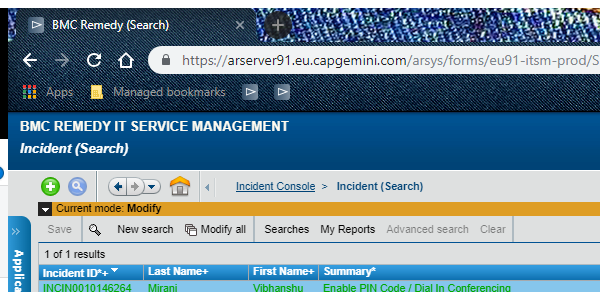 BMC Remedy (Search)
https://arserver91.eu.capgemini.com/arsys/forms/eu91-itsm-prod/S
Apps Managed bookmarks
BMC REMEDY IT SERVICE MANAGEMENT
Incident (Search)
Incident Console > Incident (Search)
Current mode: Modify
Save New search Modify all Searches My Reports Advanced search Clear
1 of 1 results
Incident ID*+ Last Name+ First Name+ Summary*
INCIN0010146264 Mirani Vibhanshu Enable PIN Code / Dial In Conferencing
Applica